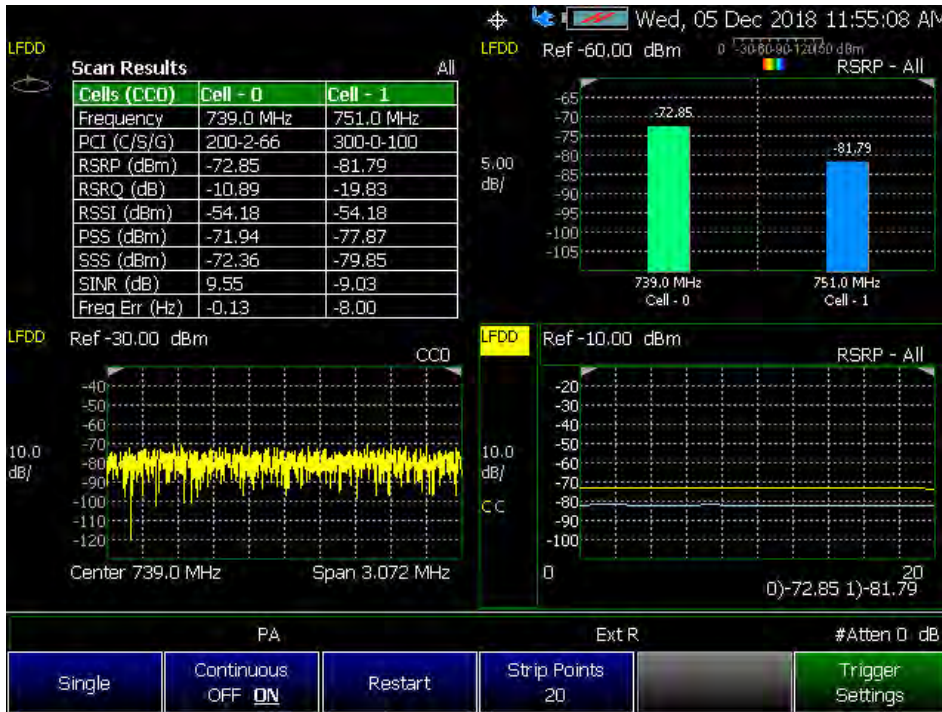 Wed, 05 Dec 2018 11:55:08 AM
LFDD
Scan Results All
Cells (CC0) Cell - 0 Cell - 1
Frequency 739.0 MHz 751.0 MHz
PCI (C/S/G) 200-2-66 300-0-100
RSRP (dBm) -72.85 -81.79
RSRQ (dB) -10.89 -19.83
RSSI (dBm) -54.18 -54.18
PSS (dBm) -71.94 -77.87
SSS (dBm) -72.36 -79.85
SINR (dB) 9.55 -9.03
Freq Err (Hz) -0.13 -8.00
LFDD Ref -60.00 dBm 0 -30-60-90-120-150 dBm
RSRP - All
-65
-70
-75
-80
-85
-90
-95
-100
-105
5.00
dB/
-72.85
-81.79
739.0 MHz 751.0 MHz
Cell - 0 Cell - 1
LFDD Ref -30.00 dBm
CC0
-40
-50
-60
-70
-80
-90
-100
-110
-120
10.0
dB/
Center 739.0 MHz Span 3.072 MHz
LFDD Ref -10.00 dBm
RSRP - All
-20
-30
-40
-50
-60
-70
-80
-90
-100
10.0
dB/
CC
0 20
0)-72.85 1)-81.79
PA Ext R #Atten 0 dB
Single
Continuous
OFF ON
Restart
Strip Points
20
Trigger
Settings